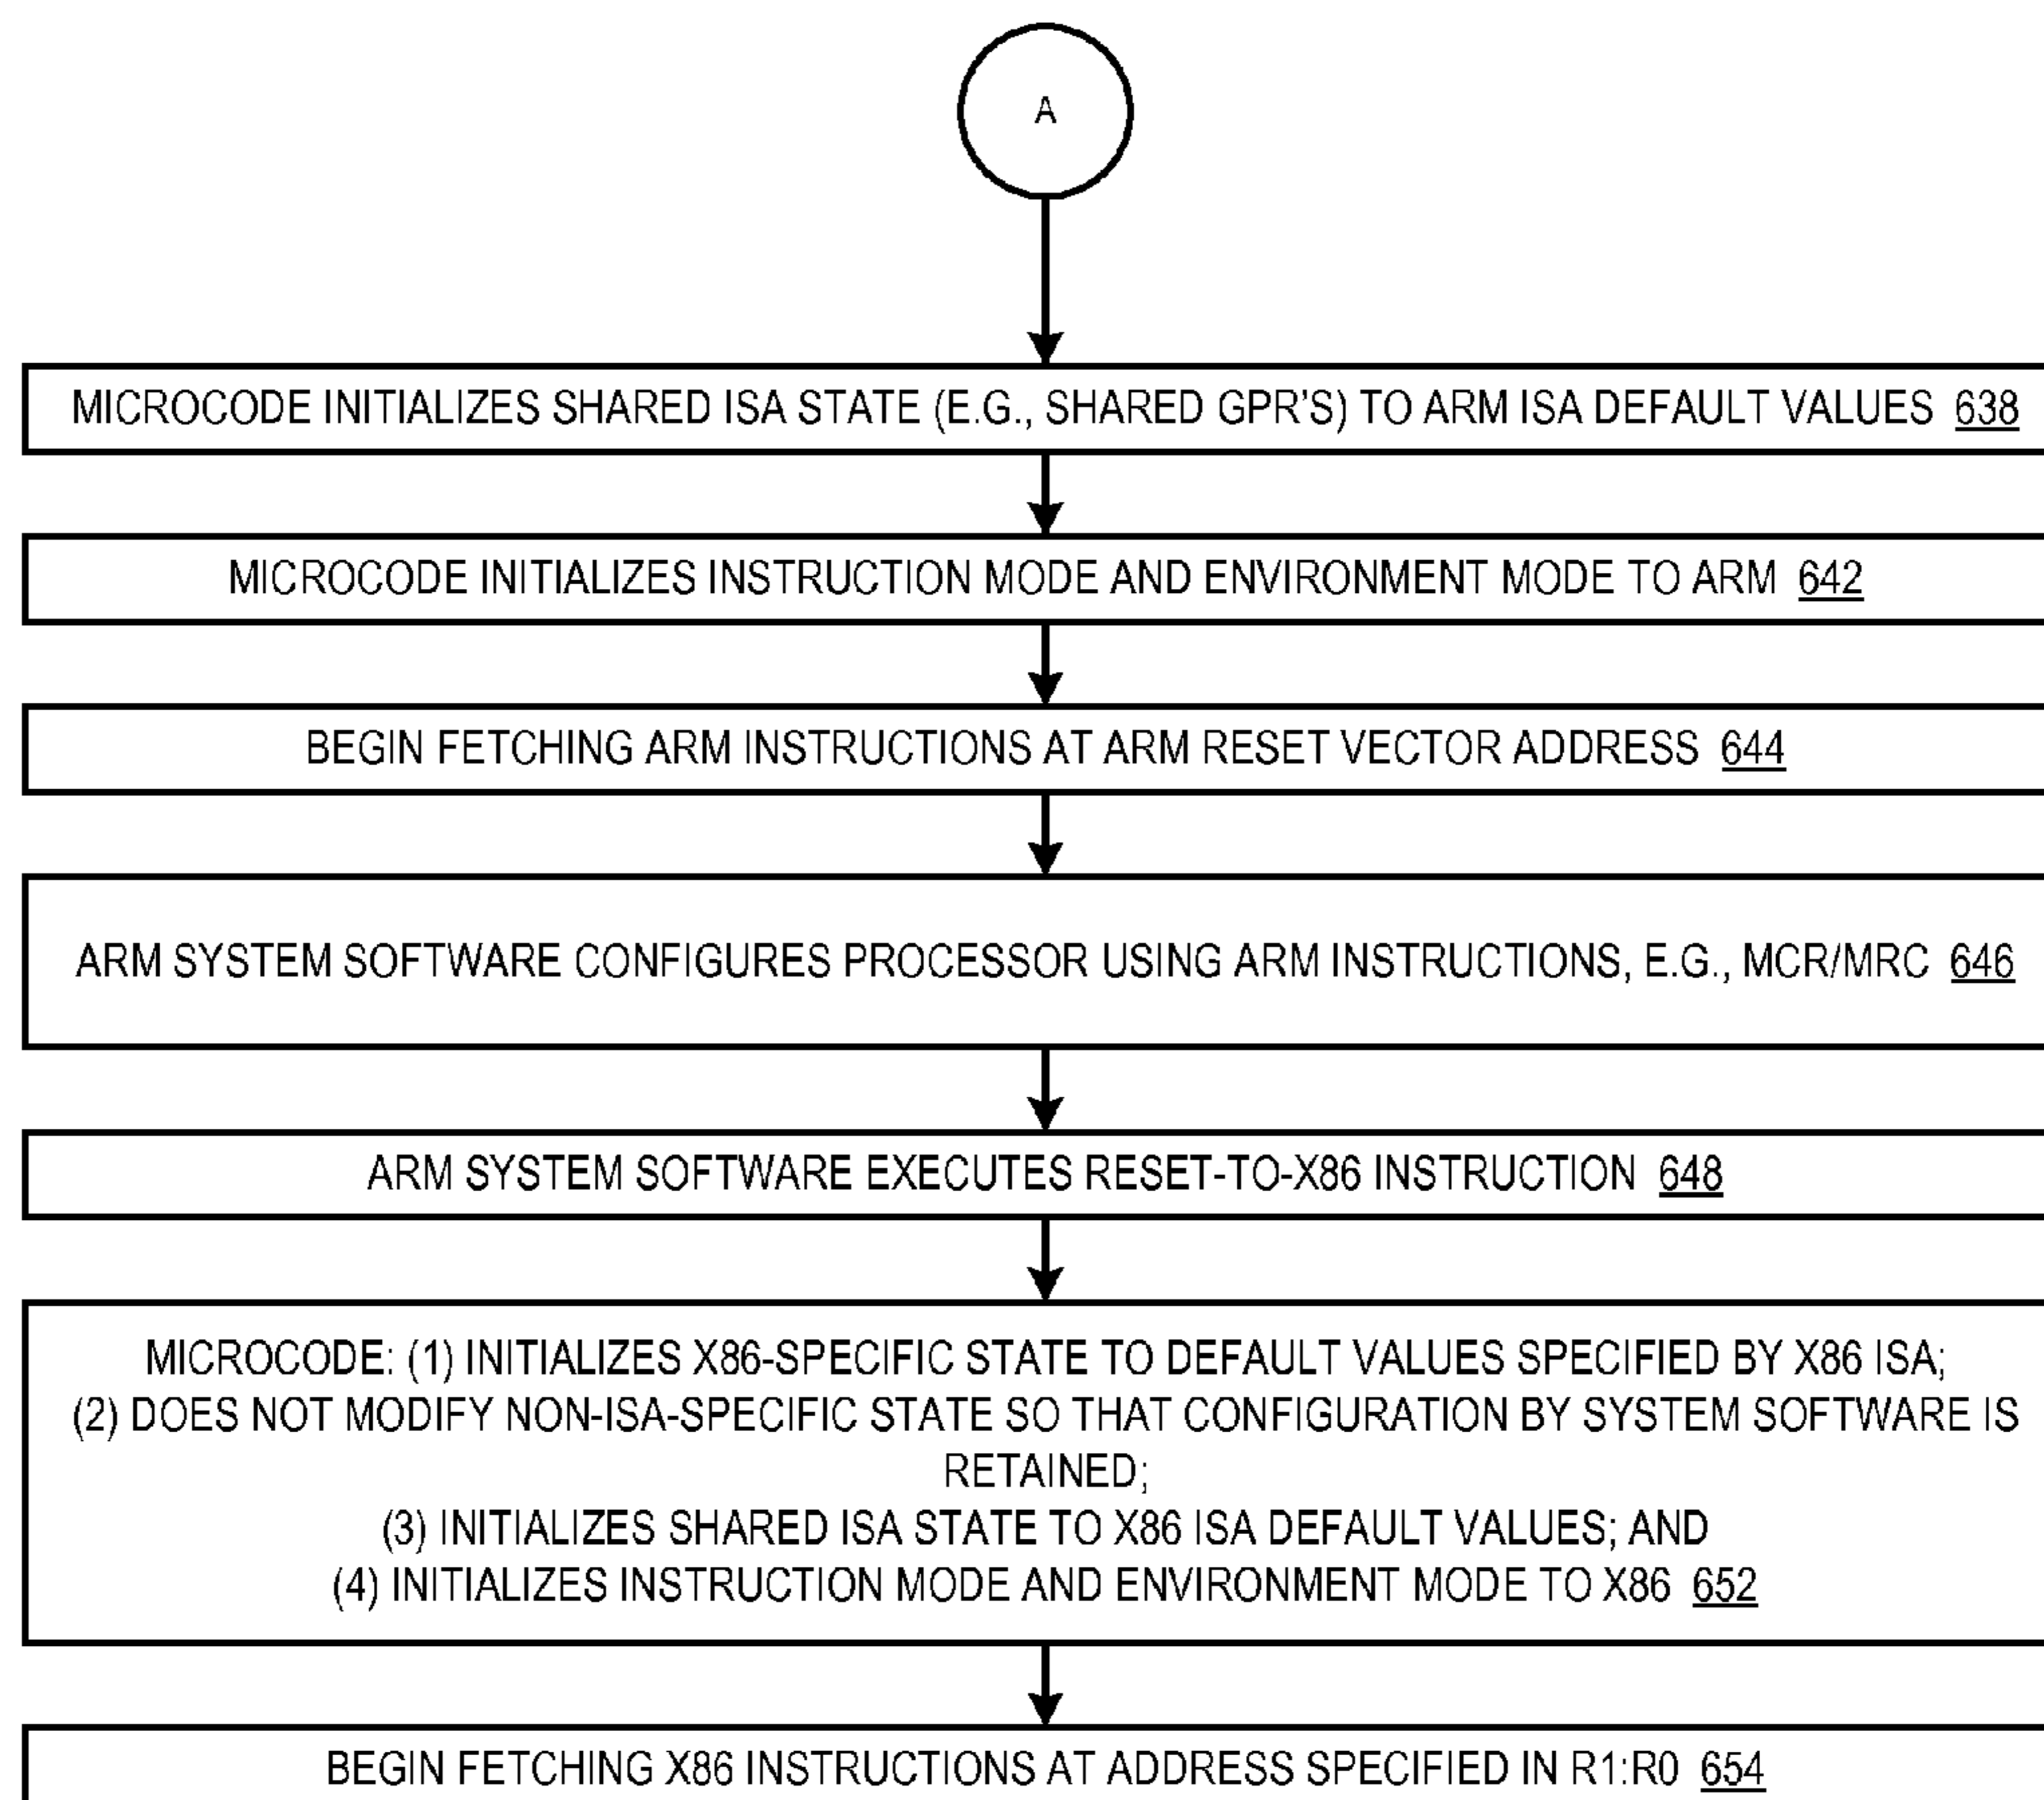 A
MICROCODE INITIALIZES SHARED ISA STATE (E.G., SHARED GPR'S) TO ARM ISA DEFAULT VALUES 638
MICROCODE INITIALIZES INSTRUCTION MODE AND ENVIRONMENT MODE TO ARM 642
BEGIN FETCHING ARM INSTRUCTIONS AT ARM RESET VECTOR ADDRESS 644
ARM SYSTEM SOFTWARE CONFIGURES PROCESSOR USING ARM INSTRUCTIONS, E.G., MCR/MRC 646
ARM SYSTEM SOFTWARE EXECUTES RESET-TO-X86 INSTRUCTION 648
MICROCODE: (1) INITIALIZES X86-SPECIFIC STATE TO DEFAULT VALUES SPECIFIED BY X86 ISA;
(2) DOES NOT MODIFY NON-ISA-SPECIFIC STATE SO THAT CONFIGURATION BY SYSTEM SOFTWARE IS
RETAINED;
(3) INITIALIZES SHARED ISA STATE TO X86 ISA DEFAULT VALUES; AND
(4) INITIALIZES INSTRUCTION MODE AND ENVIRONMENT MODE TO X86 652
BEGIN FETCHING X86 INSTRUCTIONS AT ADDRESS SPECIFIED IN R1:R0 654